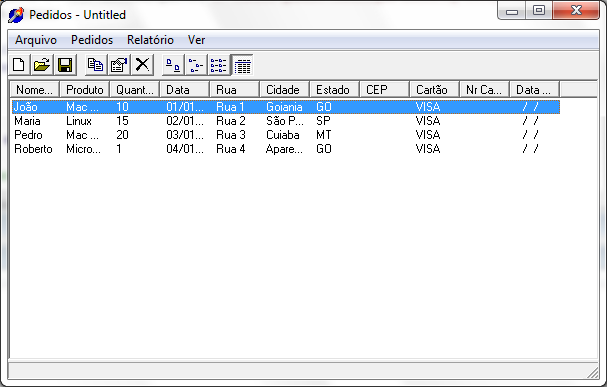 Pedidos - Untitled
Arquivo Pedidos Relatório Ver
Nome... Produto Quant... Data Rua Cidade Estado CEP Cartão Nr Ca... Data ...
João Mac ... 10 01/01... Rua 1 Goiania GO VISA / /
Maria Linux 15 02/01... Rua 2 São P... SP VISA / /
Pedro Mac ... 20 03/01... Rua 3 Cuiaba MT VISA / /
Roberto Micro... 1 04/01... Rua 4 Apare... GO VISA / /